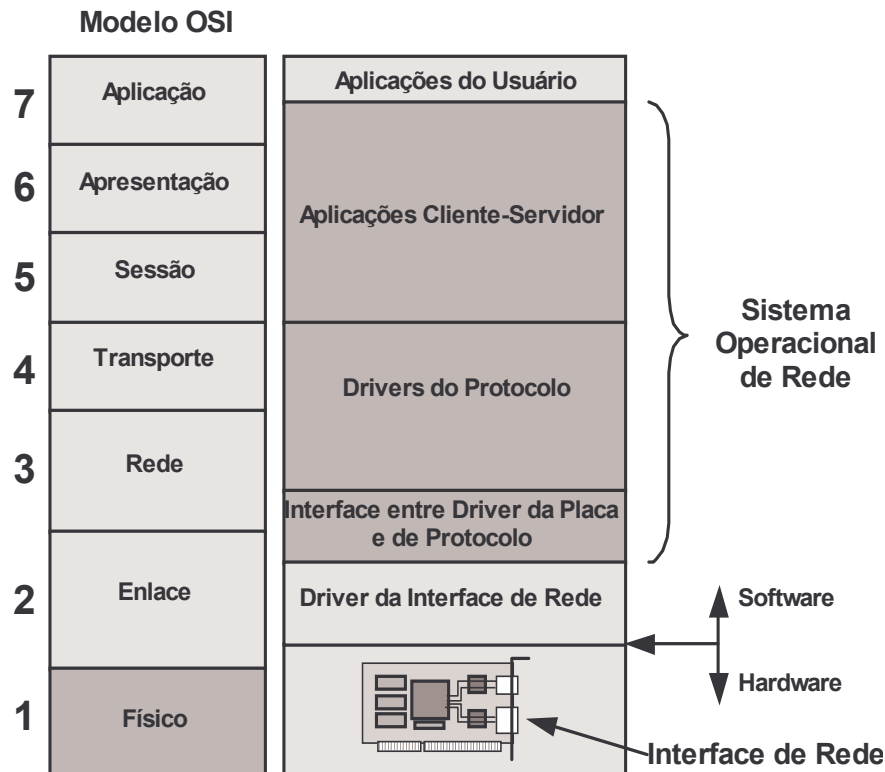 Modelo OSI
7
Aplicação
6
Apresentação
5
Sessão
4
Transporte
3
Rede
2
Enlace
1
Físico
Aplicações do Usuário
Aplicações Cliente-Servidor
Drivers do Protocolo
Interface entre Driver da Placa
e de Protocolo
Driver da Interface de Rede
Sistema
Operacional
de Rede
Software
Hardware
Interface de Rede